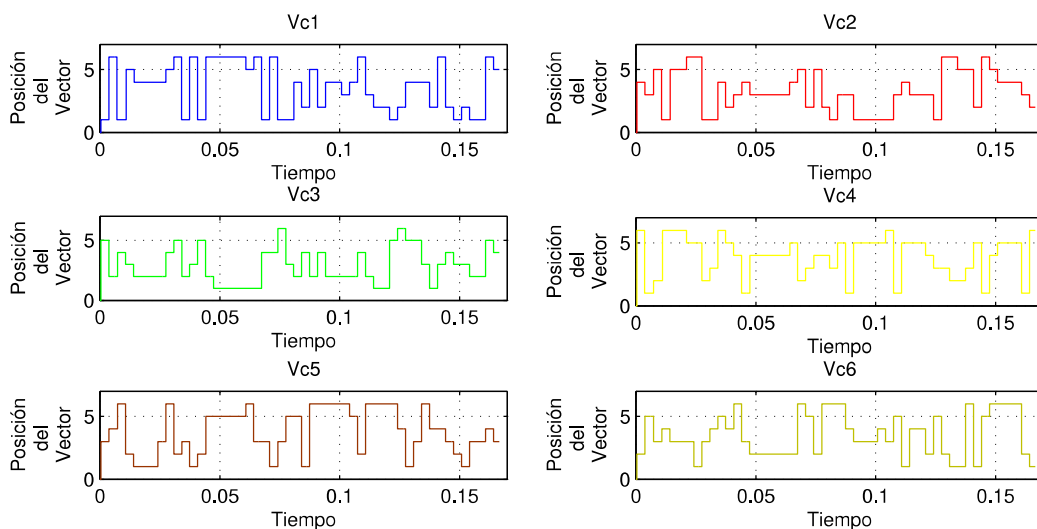 Vc1
Posición
del
Vector
5
0
0
0.05
0.1
0.15
Tiempo
Vc2
Posición
del
Vector
5
0
0
0.05
0.1
0.15
Tiempo
Vc3
Posición
del
Vector
5
0
0
0.05
0.1
0.15
Tiempo
Vc4
Posición
del
Vector
5
0
0
0.05
0.1
0.15
Tiempo
Vc5
Posición
del
Vector
5
0
0
0.05
0.1
0.15
Tiempo
Vc6
Posición
del
Vector
5
0
0
0.05
0.1
0.15
Tiempo